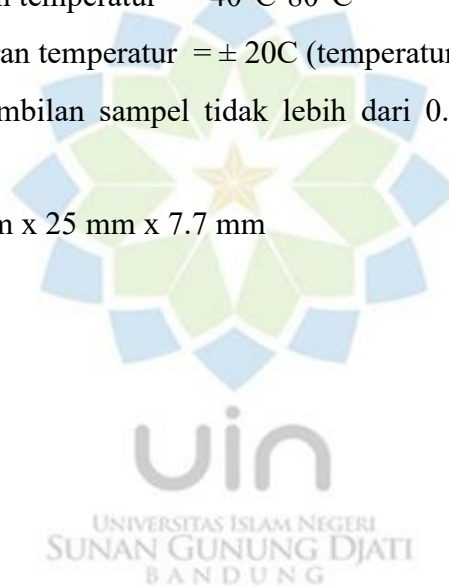 temperatur 40°C-80°C
ran temperatur = ± 20C (temperatur
mbilan sampel tidak lebih dari 0.
m x 25 mm x 7.7 mm
uin
UNIVERSITAS ISLAM NEGERI
SUNAN GUNUNG DJATI
BANDUNG